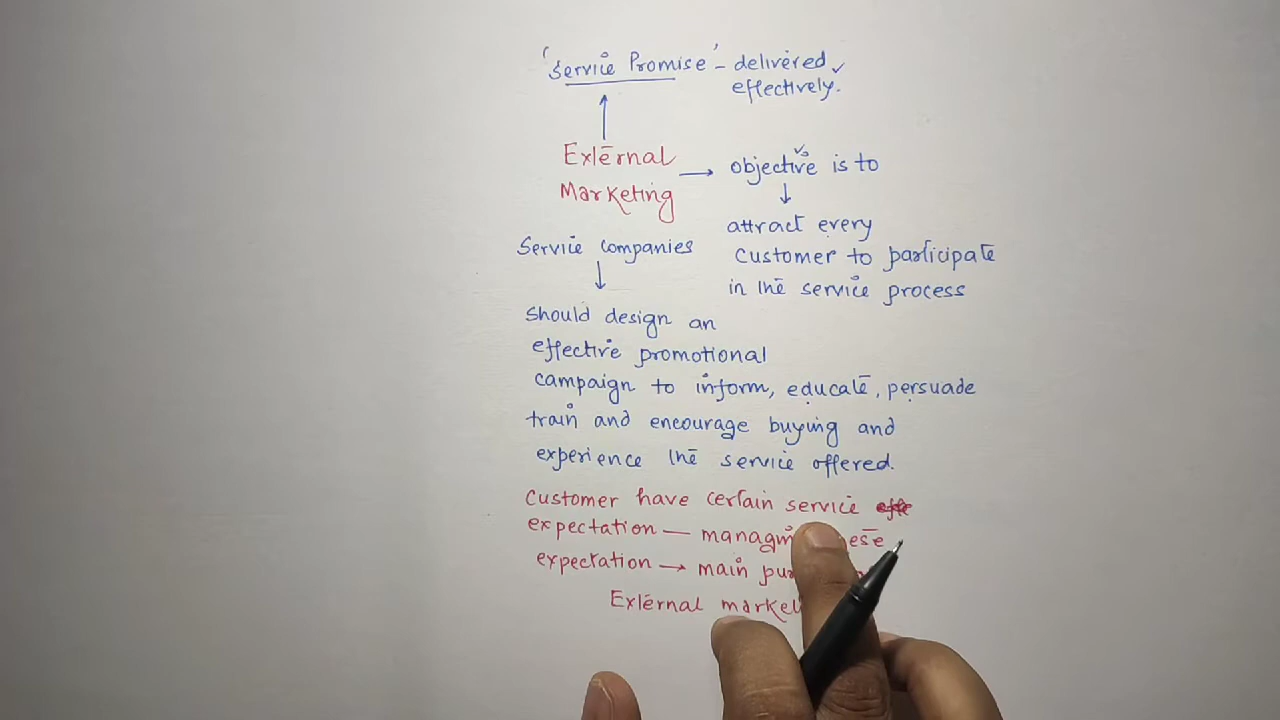 'Service Promise' - delivered
effectively.
External
Marketing
objective is to
attract every
customer to participate
in the service process
Service companies
should design an
effective promotional
campaign to inform, educate, persuade
train and encourage buying and
experience the service offered.
Customer have certain service
expectation — 
expectation → main
External